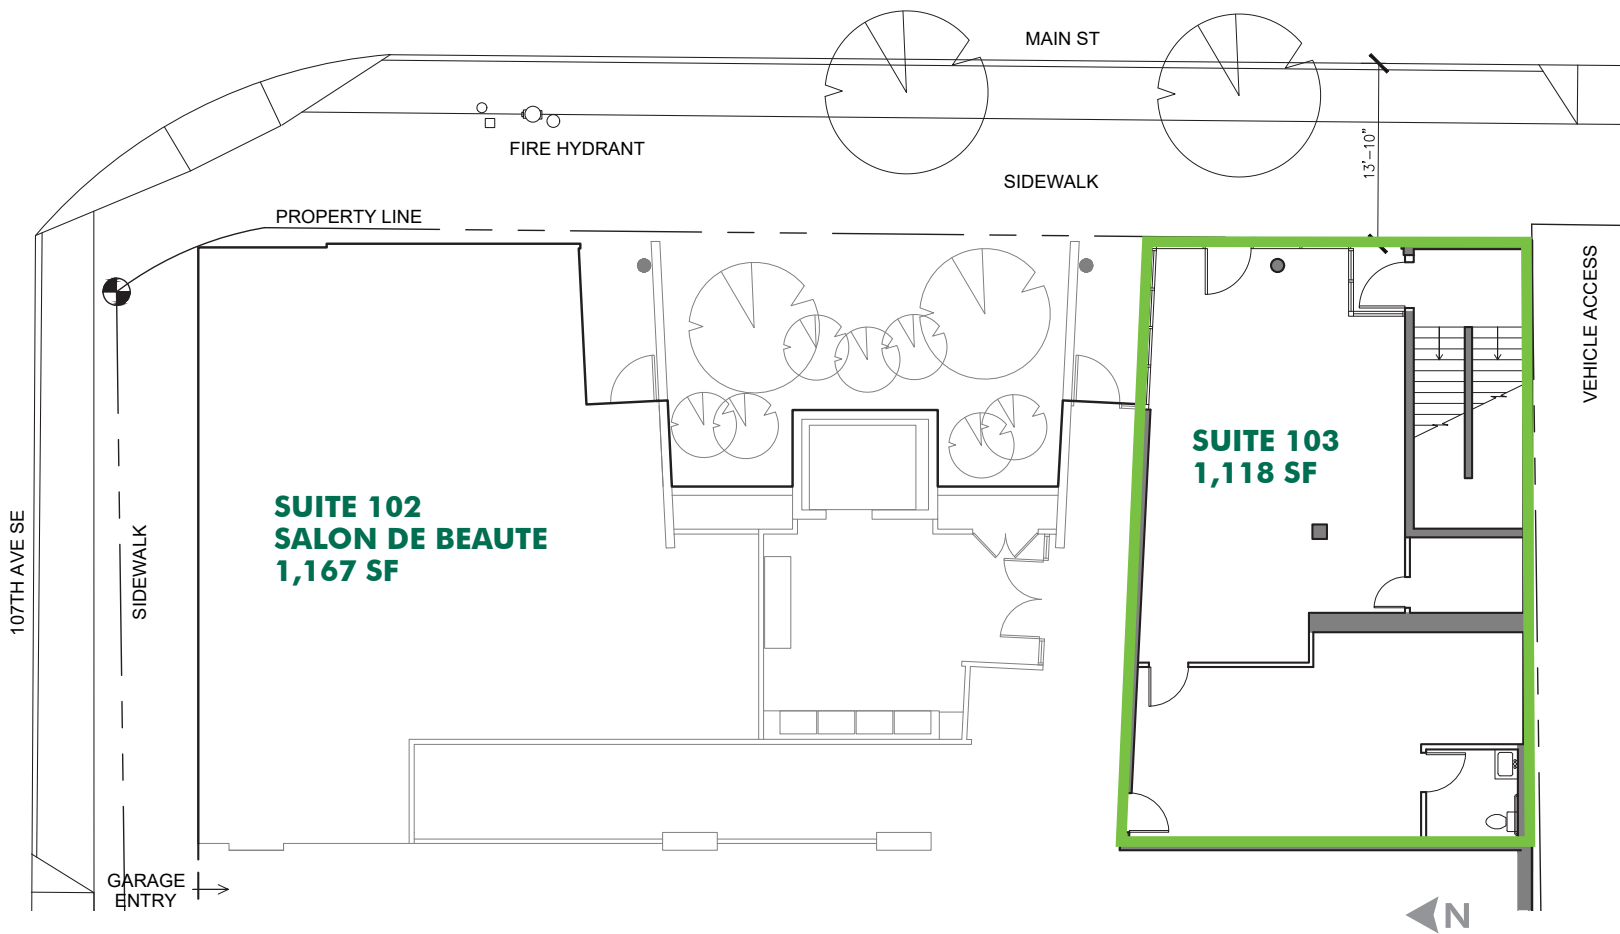 MAIN ST
FIRE HYDRANT
13'-10"
SIDEWALK
PROPERTY LINE
VEHICLE ACCESS
SUITE 103
1,118 SF
SUITE 102
SALON DE BEAUTE
1,167 SF
107TH AVE SE
SIDEWALK
GARAGE
ENTRY
N